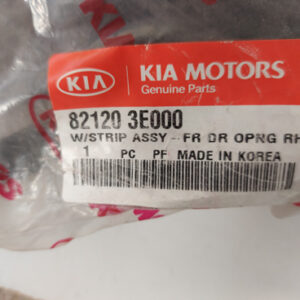 KIA
KIA MOTORS
Genuine Parts
82120 3E000
W/STRIP ASSY-FR DR OPNG RH
1 PC PF MADE IN KOREA